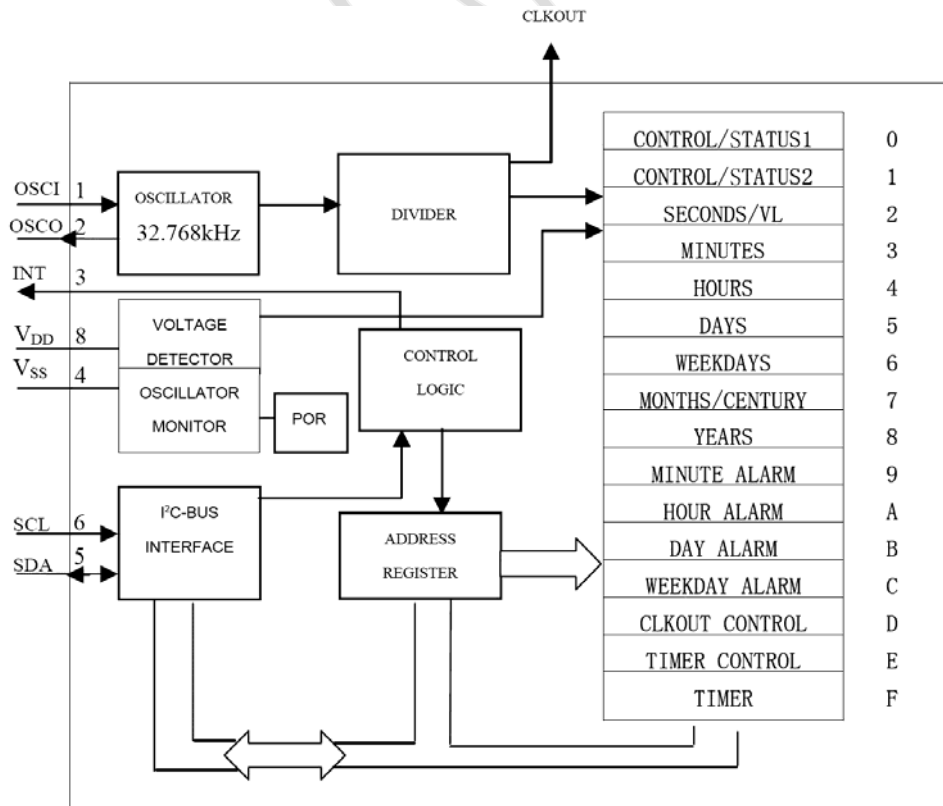 CLKOUT
OSCI 1
OSCO 2
INT 3
VDD 8
VSS 4
SCL 6
SDA 5
OSCILLATOR
32.768kHz
DIVIDER
VOLTAGE
DETECTOR
OSCILLATOR
MONITOR
POR
CONTROL
LOGIC
I²C-BUS
INTERFACE
ADDRESS
REGISTER
CONTROL/STATUS1 0
CONTROL/STATUS2 1
SECONDS/VL 2
MINUTES 3
HOURS 4
DAYS 5
WEEKDAYS 6
MONTHS/CENTURY 7
YEARS 8
MINUTE ALARM 9
HOUR ALARM A
DAY ALARM B
WEEKDAY ALARM C
CLKOUT CONTROL D
TIMER CONTROL E
TIMER F